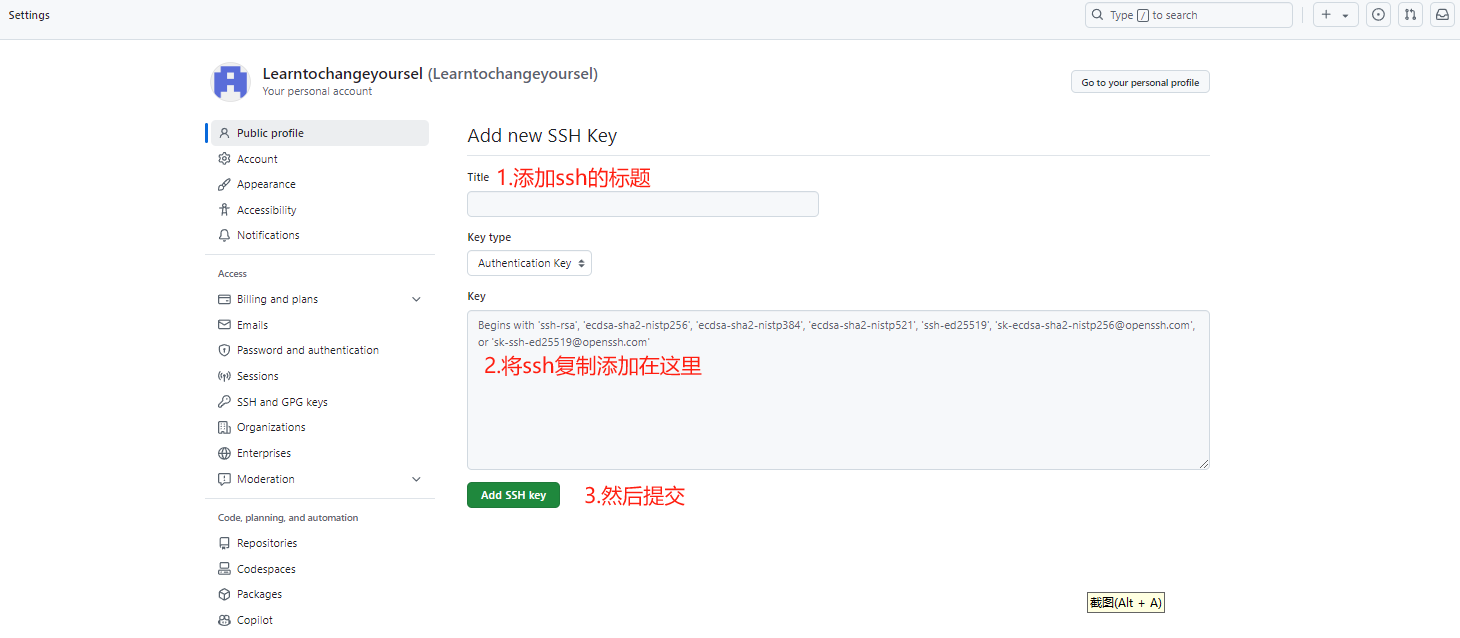 Settings
Type / to search
Learntochangeyoursel (Learntochangeyoursel)
Your personal account
Go to your personal profile
Public profile
Account
Appearance
Accessibility
Notifications
Access
Billing and plans
Emails
Password and authentication
Sessions
SSH and GPG keys
Organizations
Enterprises
Moderation
Code, planning, and automation
Repositories
Codespaces
Packages
Copilot
Add new SSH Key
Title 1.添加ssh的标题
Key type
Authentication Key
Key
Begins with 'ssh-rsa', 'ecdsa-sha2-nistp256', 'ecdsa-sha2-nistp384', 'ecdsa-sha2-nistp521', 'ssh-ed25519', 'sk-ecdsa-sha2-nistp256@openssh.com',
or 'sk-ssh-ed25519@openssh.com'
2.将ssh复制添加在这里
Add SSH key 3.然后提交
截图(Alt + A)